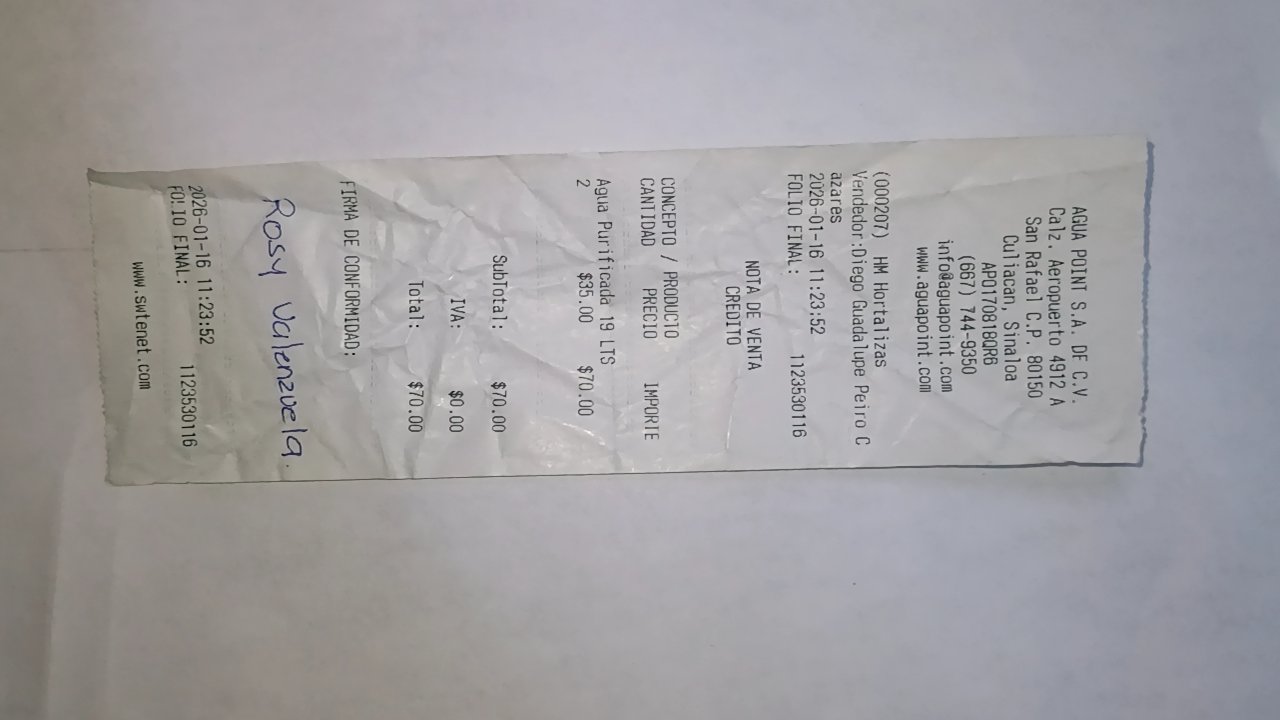 AGUA POINT S.A. DE C.V.
Calz. Aeropuerto 4912 A
San Rafael C.P. 80150
Culiacan, Sinaloa
APO170818QR6
(667) 744-9350
info@aguapoint.com
www.aguapoint.com
(000207) HM Hortalizas
Vendedor:Diego Guadalupe Peiro C
azares
2026-01-16 11:23:52
FOLIO FINAL: 1123530116
NOTA DE VENTA
CREDITO
CONCEPTO / PRODUCTO
CANTIDAD PRECIO IMPORTE
Agua Purificada 19 LTS
2 $35.00 $70.00
SubTotal: $70.00
IVA: $0.00
Total: $70.00
FIRMA DE CONFORMIDAD:
Rosy Valenzuela.
2026-01-16 11:23:52
FOLIO FINAL: 1123530116
www.swtenet.com